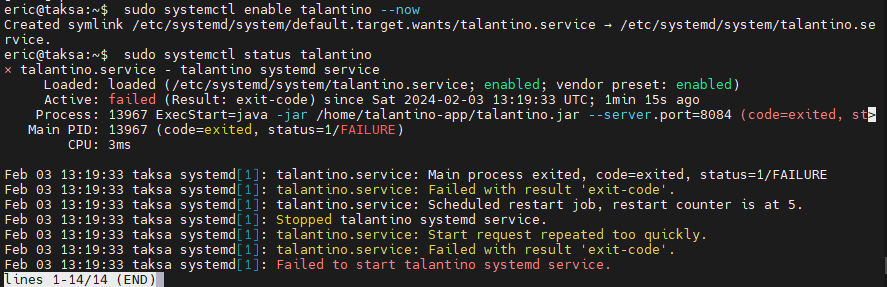 eric@taksa:~$  sudo systemctl enable talantino --now
Created symlink /etc/systemd/system/default.target.wants/talantino.service → /etc/systemd/system/talantino.se
rvice.
eric@taksa:~$  sudo systemctl status talantino
× talantino.service - talantino systemd service
     Loaded: loaded (/etc/systemd/system/talantino.service; enabled; vendor preset: enabled)
     Active: failed (Result: exit-code) since Sat 2024-02-03 13:19:33 UTC; 1min 15s ago
    Process: 13967 ExecStart=java -jar /home/talantino-app/talantino.jar --server.port=8084 (code=exited, st>
   Main PID: 13967 (code=exited, status=1/FAILURE)
        CPU: 3ms

Feb 03 13:19:33 taksa systemd[1]: talantino.service: Main process exited, code=exited, status=1/FAILURE
Feb 03 13:19:33 taksa systemd[1]: talantino.service: Failed with result 'exit-code'.
Feb 03 13:19:33 taksa systemd[1]: talantino.service: Scheduled restart job, restart counter is at 5.
Feb 03 13:19:33 taksa systemd[1]: Stopped talantino systemd service.
Feb 03 13:19:33 taksa systemd[1]: talantino.service: Start request repeated too quickly.
Feb 03 13:19:33 taksa systemd[1]: talantino.service: Failed with result 'exit-code'.
Feb 03 13:19:33 taksa systemd[1]: Failed to start talantino systemd service.
lines 1-14/14 (END)